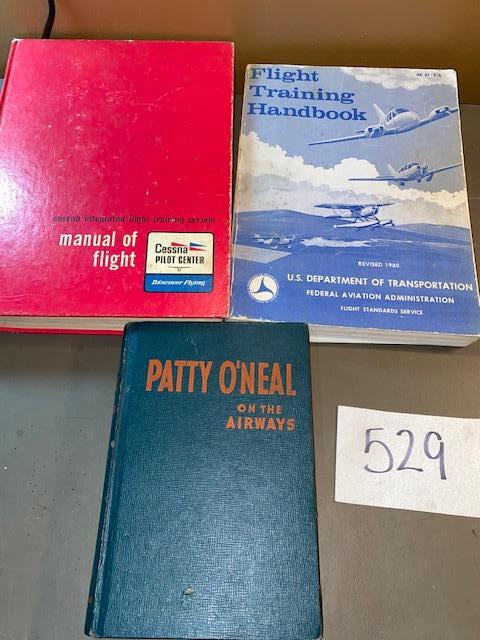 cessna integrated flight training system
manual of
flight
Cessna
PILOT CENTER
Discover Flying
Flight
Training
Handbook
AC 61-21A
REVISED 1980
U.S. DEPARTMENT OF TRANSPORTATION
FEDERAL AVIATION ADMINISTRATION
FLIGHT STANDARDS SERVICE
PATTY O'NEAL
ON THE
AIRWAYS
529